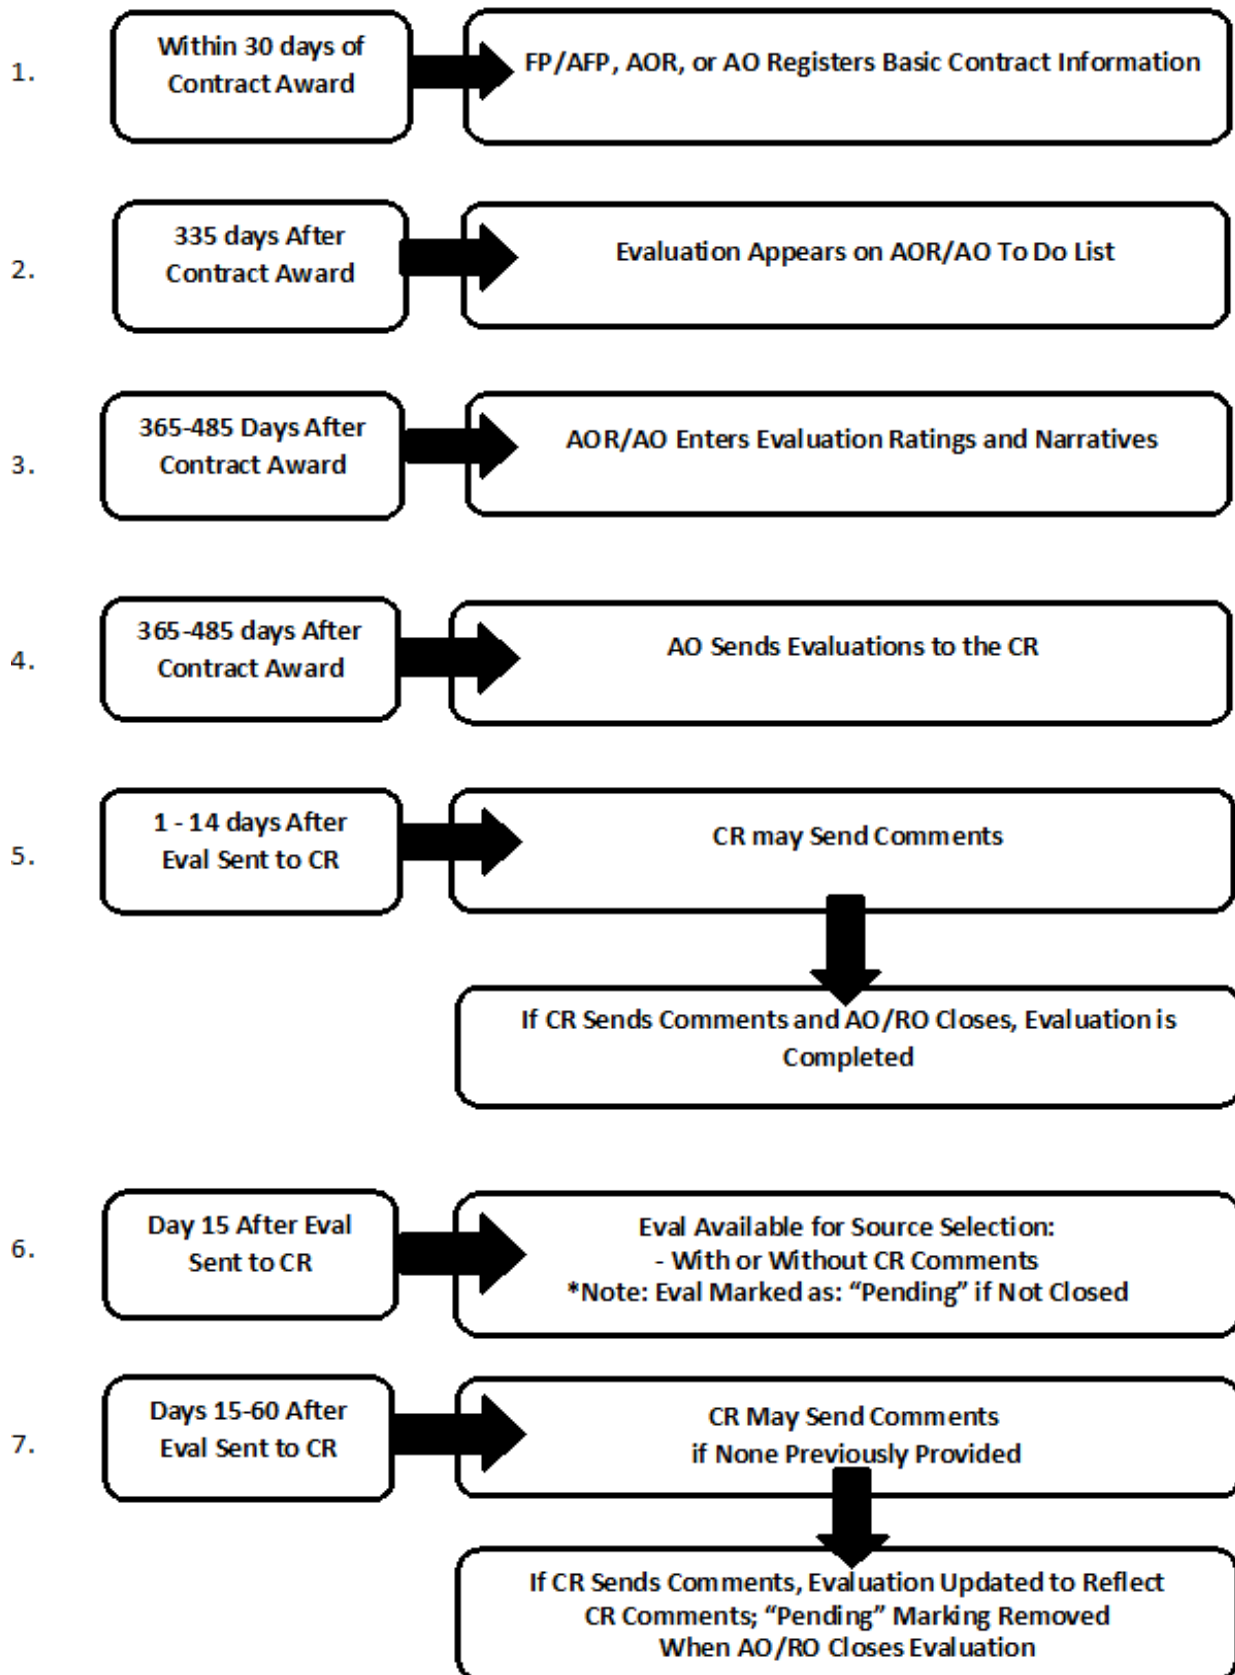 1.
Within 30 days of
Contract Award
FP/AFP, AOR, or AO Registers Basic Contract Information
2.
335 days After
Contract Award
Evaluation Appears on AOR/AO To Do List
3.
365-485 Days After
Contract Award
AOR/AO Enters Evaluation Ratings and Narratives
4.
365-485 days After
Contract Award
AO Sends Evaluations to the CR
5.
1 - 14 days After
Eval Sent to CR
CR may Send Comments
If CR Sends Comments and AO/RO Closes, Evaluation is
Completed
6.
Day 15 After Eval
Sent to CR
Eval Available for Source Selection:
- With or Without CR Comments
*Note: Eval Marked as: “Pending” if Not Closed
7.
Days 15-60 After
Eval Sent to CR
CR May Send Comments
if None Previously Provided
If CR Sends Comments, Evaluation Updated to Reflect
CR Comments; “Pending” Marking Removed
When AO/RO Closes Evaluation